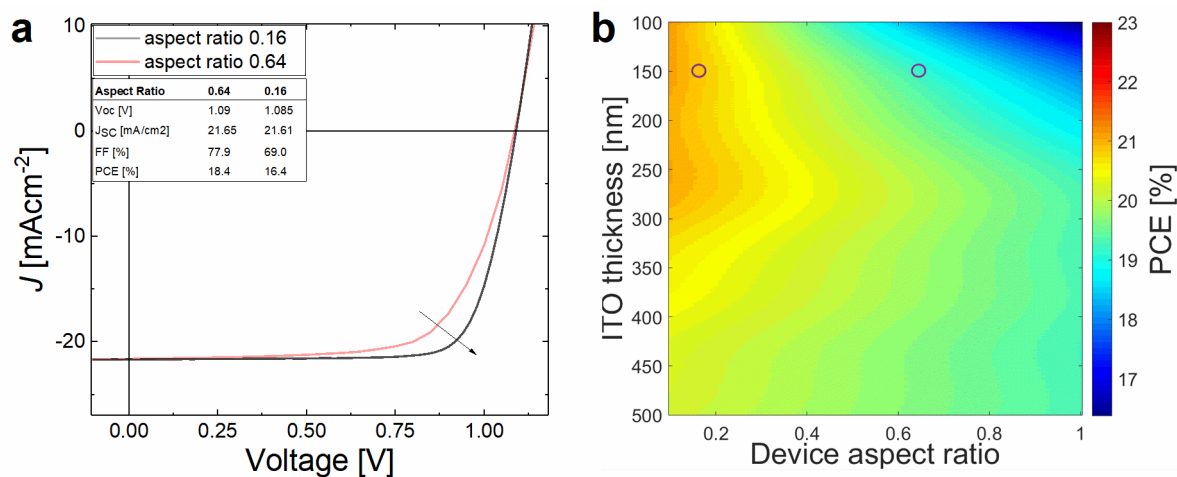 a
aspect ratio 0.16
aspect ratio 0.64
Aspect Ratio 0.64 0.16
Voc [V] 1.09 1.085
JSC [mA/cm2] 21.65 21.61
FF [%] 77.9 69.0
PCE [%] 18.4 16.4
10
0
-10
-20
J [mAcm-2]
0.00 0.25 0.50 0.75 1.00
Voltage [V]
b
100
150
200
250
300
350
400
450
500
ITO thickness [nm]
0.2 0.4 0.6 0.8 1
Device aspect ratio
23
22
21
20
19
18
17
PCE [%]